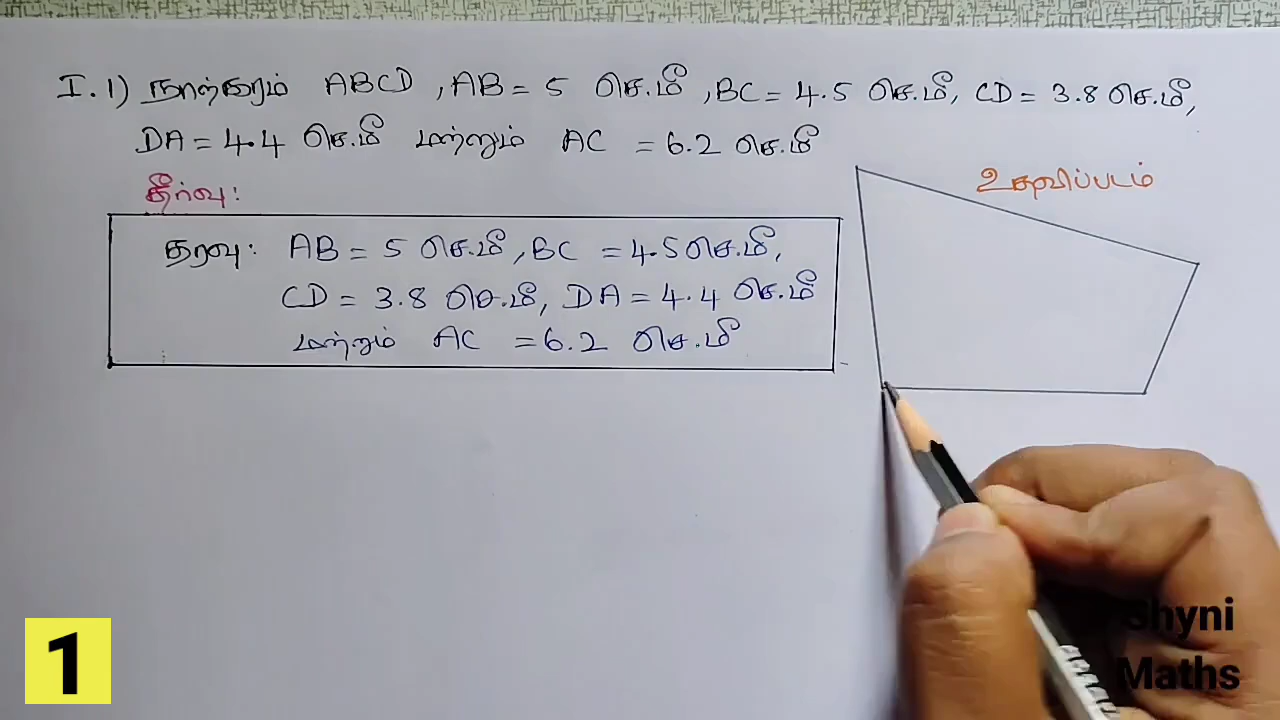 I. 1) நாற்கரம் ABCD , AB = 5 செ.மீ , BC = 4.5 செ.மீ, CD = 3.8 செ.மீ,
DA = 4.4 செ.மீ மற்றும் AC = 6.2 செ.மீ
தீர்வு :
உதவிப்படம்
தரவு : AB = 5 செ.மீ , BC = 4.5 செ.மீ,
CD = 3.8 செ.மீ, DA = 4.4 செ.மீ
மற்றும் AC = 6.2 செ.மீ
Shyni
Maths
1